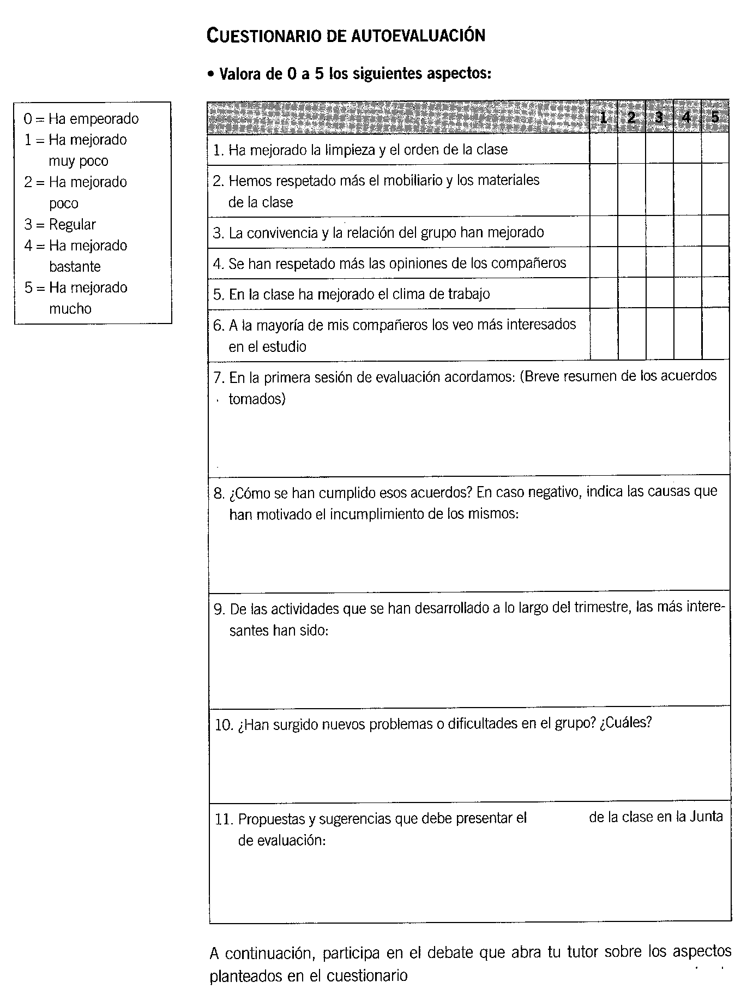 CUESTIONARIO DE AUTOEVALUACIÓN
• Valora de 0 a 5 los siguientes aspectos:
0 = Ha empeorado
1 = Ha mejorado
muy poco
2 = Ha mejorado
poco
3 = Regular
4 = Ha mejorado
bastante
5 = Ha mejorado
mucho
1 2 3 4 5
1. Ha mejorado la limpieza y el orden de la clase
2. Hemos respetado más el mobiliario y los materiales
de la clase
3. La convivencia y la relación del grupo han mejorado
4. Se han respetado más las opiniones de los compañeros
5. En la clase ha mejorado el clima de trabajo
6. A la mayoría de mis compañeros los veo más interesados
en el estudio
7. En la primera sesión de evaluación acordamos: (Breve resumen de los acuerdos
tomados)
8. ¿Cómo se han cumplido esos acuerdos? En caso negativo, indica las causas que
han motivado el incumplimiento de los mismos:
9. De las actividades que se han desarrollado a lo largo del trimestre, las más intere-
santes han sido:
10. ¿Han surgido nuevos problemas o dificultades en el grupo? ¿Cuáles?
11. Propuestas y sugerencias que debe presentar el de la clase en la Junta
de evaluación:
A continuación, participa en el debate que abra tu tutor sobre los aspectos
planteados en el cuestionario